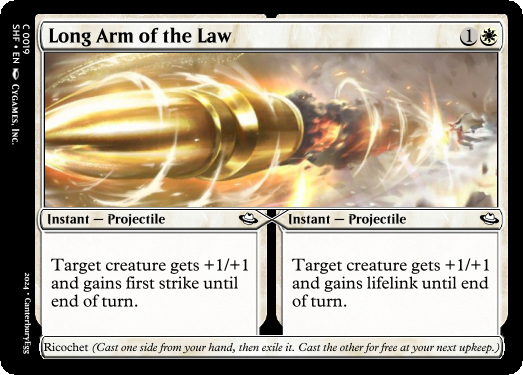 Long Arm of the Law 1
C 0019
SHF • EN Cygames, Inc.
2024 • CanterburyEgg
Instant — Projectile
Target creature gets +1/+1
and gains first strike until
end of turn.
Instant — Projectile
Target creature gets +1/+1
and gains lifelink until end
of turn.
Ricochet (Cast one side from your hand, then exile it. Cast the other for free at your next upkeep.)